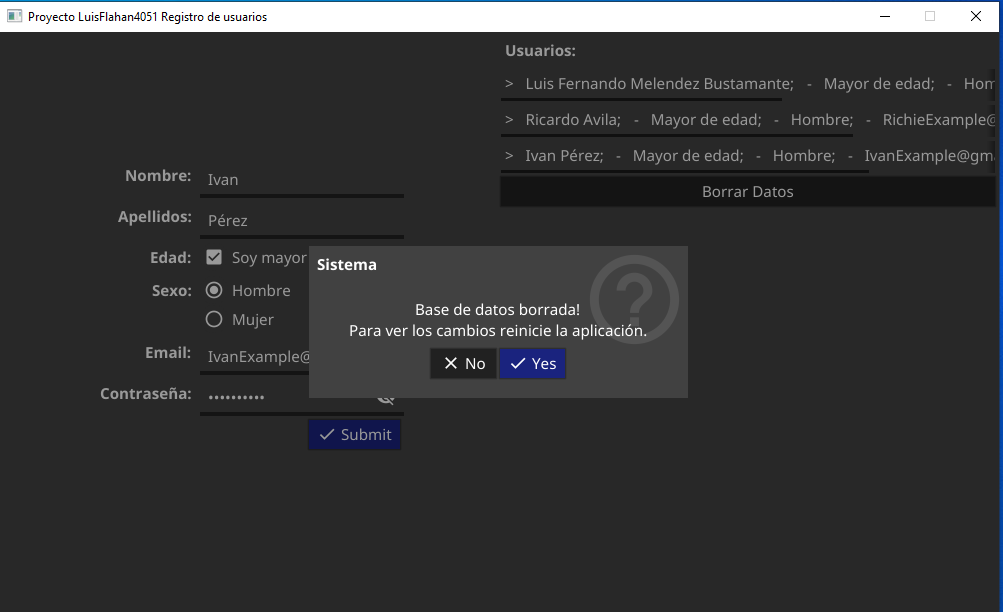 Proyecto LuisFlahan4051 Registro de usuarios
Usuarios:
> Luis Fernando Melendez Bustamante; - Mayor de edad; - Hom
> Ricardo Avila; - Mayor de edad; - Hombre; - RichieExample@
> Ivan Pérez; - Mayor de edad; - Hombre; - IvanExample@gm
Borrar Datos
Nombre: Ivan
Apellidos: Pérez
Edad: Soy mayor
Sexo: Hombre
Mujer
Email: IvanExample@
Contraseña: ••••••••••
Submit
Sistema
Base de datos borrada!
Para ver los cambios reinicie la aplicación.
No Yes